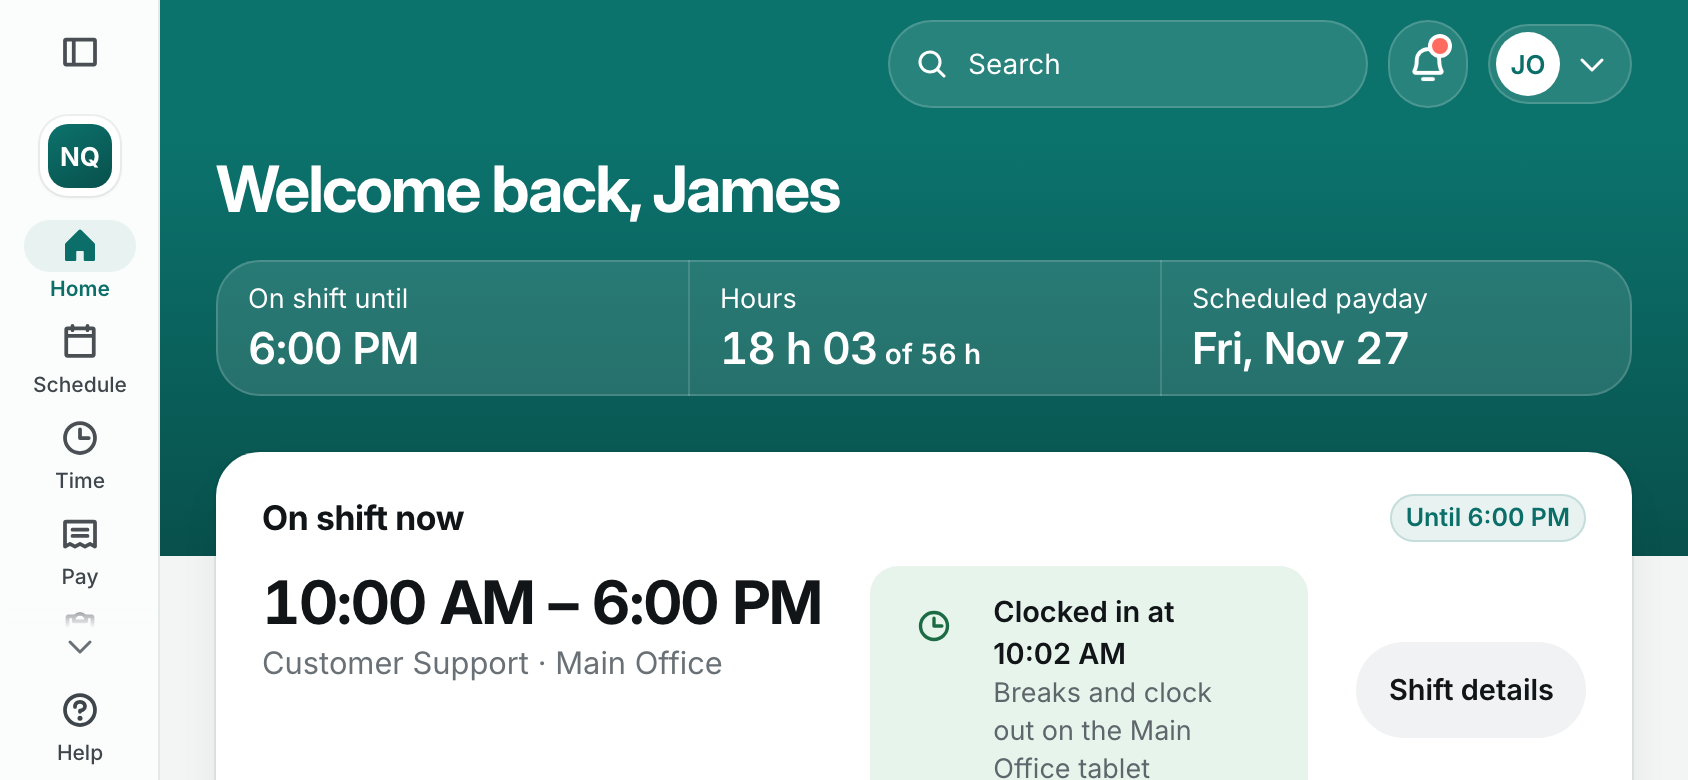 Search
JO
NQ
Home
Schedule
Time
Pay
Help
Welcome back, James
On shift until
6:00 PM
Hours
18 h 03 of 56 h
Scheduled payday
Fri, Nov 27
On shift now
Until 6:00 PM
10:00 AM – 6:00 PM
Customer Support · Main Office
Clocked in at
10:02 AM
Breaks and clock
out on the Main
Office tablet
Shift details